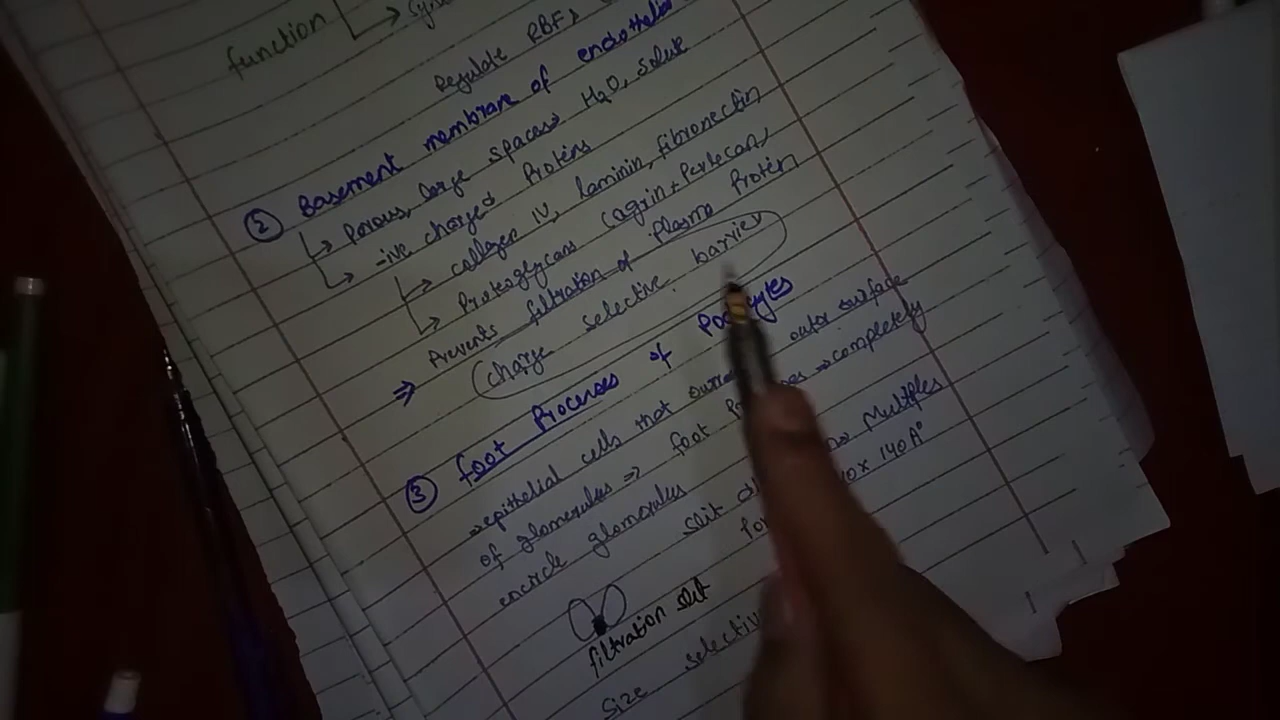 function
Regulate RBF,
② Basement membrane of endothelial
↳ Porous, large spaces H2O, solute
↳ -ive charged Proteins
↳ collagen IV, laminin, fibronectin
↳ Proteoglycans (agrin + Perlecan)
⇒ Prevents filtration of plasma Protein
(charge selective barrier
③ foot Processes of Podocytes
→ epithelial cells that outer surface
of glomerulus ⇒ foot ⇒ completely
encircle glomerulus
slit Multiples
140 A°
filtration slit
Size